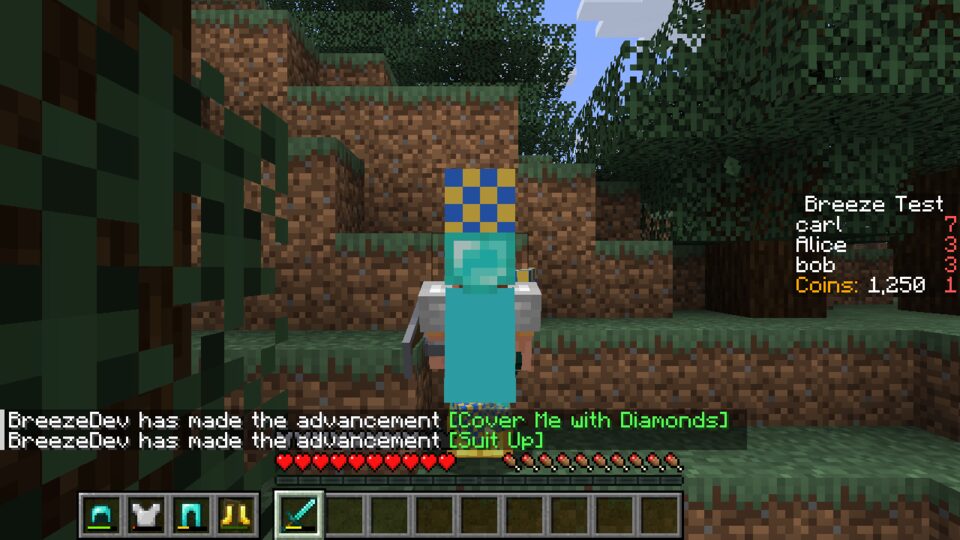 Breeze Test
carl 7
Alice 3
bob 3
Coins: 1,250 1
BreezeDev has made the advancement [Cover Me with Diamonds]
BreezeDev has made the advancement [Suit Up]